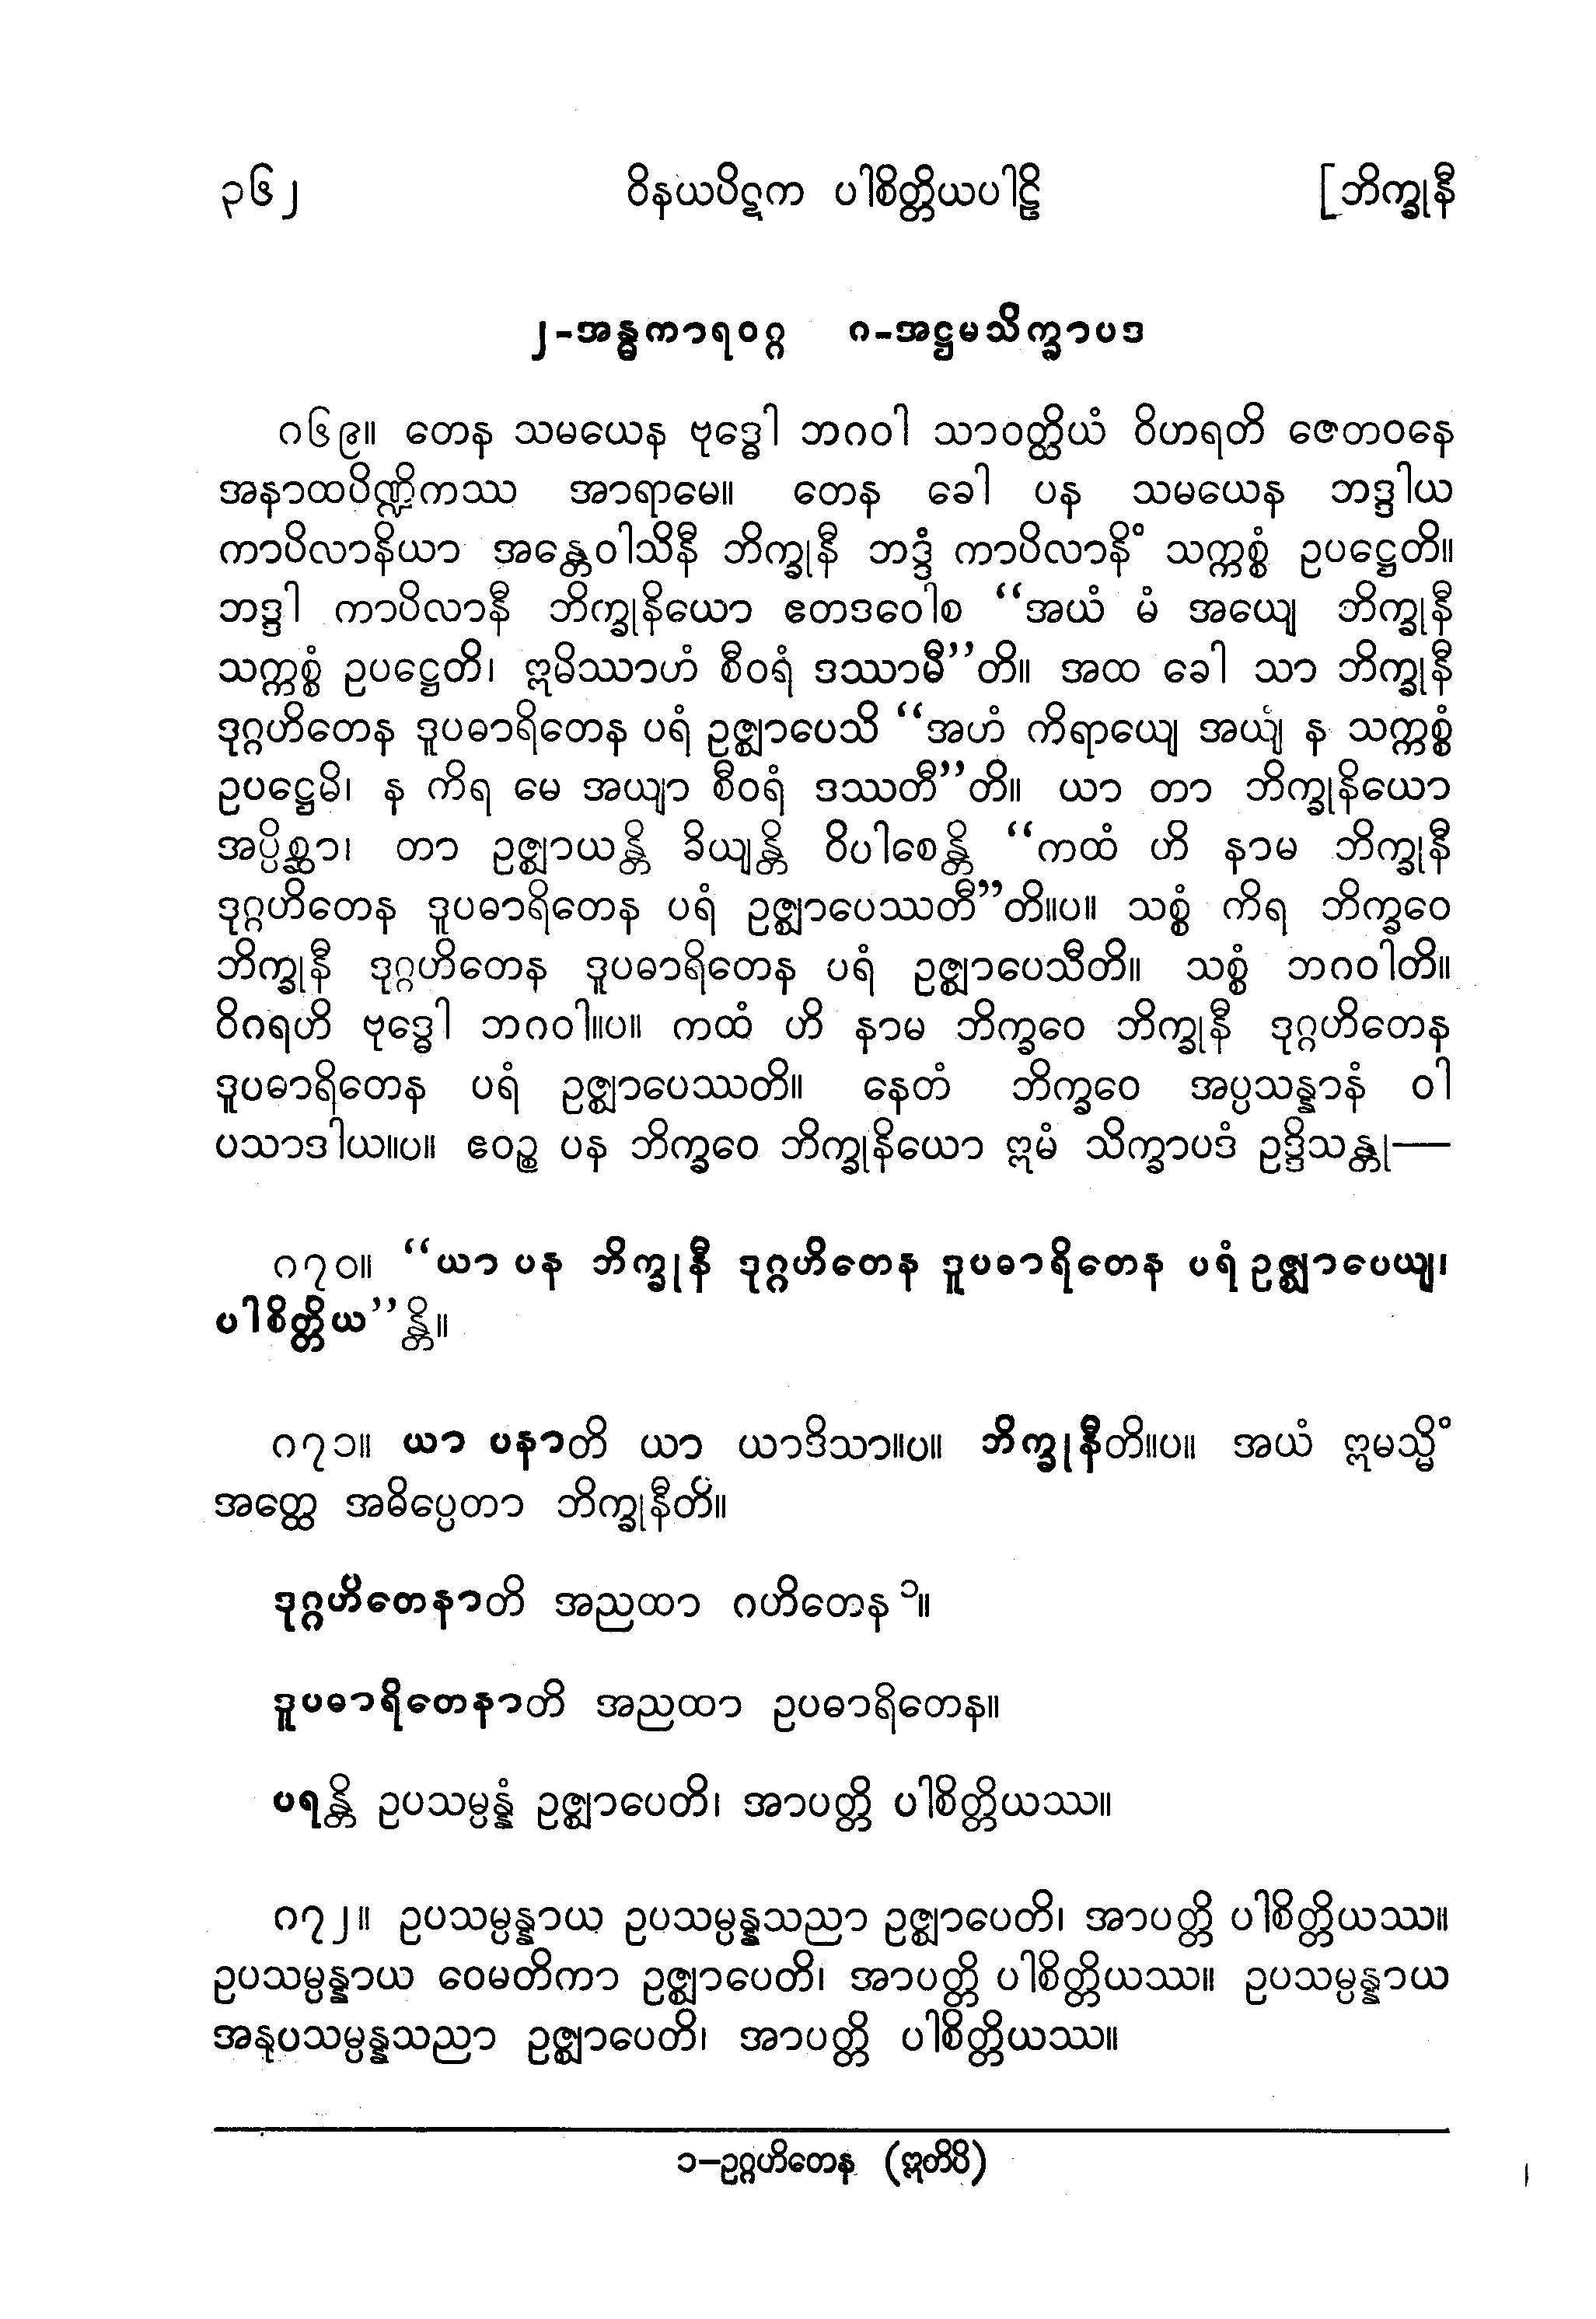 ၃၆၂ ဝိနယပိဋက ပါစိတ္တိယပါဠိ [ဘိက္ခုနီ
၂-အန္ဓကာရဝဂ္ဂ ၈-အဋ္ဌမသိက္ခာပဒ
၈၆၉။ တေန သမယေန ဗုဒ္ဓေါ ဘဂဝါ သာဝတ္ထိယံ ဝိဟရတိ ဇေတဝနေ
အနာထပိဏ္ဍိကဿ အာရာမေ။ တေန ခေါ ပန သမယေန ဘဒ္ဒါယ
ကာပိလာနိယာ အန္တေဝါသိနီ ဘိက္ခုနီ ဘဒ္ဒံ ကာပိလာနိံ သက္ကစ္စံ ဥပဋ္ဌေတိ။
ဘဒ္ဒါ ကာပိလာနီ ဘိက္ခုနိယော ဧတဒဝေါစ “အယံ မံ အယျေ ဘိက္ခုနီ
သက္ကစ္စံ ဥပဋ္ဌေတိ၊ ဣမိဿာဟံ စီဝရံ ဒဿာမီ”တိ။ အထ ခေါ သာ ဘိက္ခုနီ
ဒုဂ္ဂဟိတေန ဒူပဓာရိတေန ပရံ ဥဇ္ဈာပေသိ “အဟံ ကိရာယျေ အယျံ န သက္ကစ္စံ
ဥပဋ္ဌေမိ၊ န ကိရ မေ အယျာ စီဝရံ ဒဿတီ”တိ။ ယာ တာ ဘိက္ခုနိယော
အပ္ပိစ္ဆာ၊ တာ ဥဇ္ဈာယန္တိ ခိယျန္တိ ဝိပါစေန္တိ “ကထံ ဟိ နာမ ဘိက္ခုနီ
ဒုဂ္ဂဟိတေန ဒူပဓာရိတေန ပရံ ဥဇ္ဈာပေဿတီ”တိ။ပ။ သစ္စံ ကိရ ဘိက္ခဝေ
ဘိက္ခုနီ ဒုဂ္ဂဟိတေန ဒူပဓာရိတေန ပရံ ဥဇ္ဈာပေသီတိ။ သစ္စံ ဘဂဝါတိ။
ဝိဂရဟိ ဗုဒ္ဓေါ ဘဂဝါ။ပ။ ကထံ ဟိ နာမ ဘိက္ခဝေ ဘိက္ခုနီ ဒုဂ္ဂဟိတေန
ဒူပဓာရိတေန ပရံ ဥဇ္ဈာပေဿတိ။ နေတံ ဘိက္ခဝေ အပ္ပသန္နာနံ ဝါ
ပသာဒါယ။ပ။ ဧဝဉ္စ ပန ဘိက္ခဝေ ဘိက္ခုနိယော ဣမံ သိက္ခာပဒံ ဥဒ္ဒိသန္တု—
၈၇၀။ “ယာ ပန ဘိက္ခုနီ ဒုဂ္ဂဟိတေန ဒူပဓာရိတေန ပရံ ဥဇ္ဈာပေယျ၊
ပါစိတ္တိယ”န္တိ။
၈၇၁။ ယာ ပနာတိ ယာ ယာဒိသာ။ပ။ ဘိက္ခုနီတိ။ပ။ အယံ ဣမသ္မိံ
အတ္ထေ အဓိပ္ပေတာ ဘိက္ခုနီတိ။
ဒုဂ္ဂဟိတေနာတိ အညထာ ဂဟိတေန ၁။
ဒူပဓာရိတေနာတိ အညထာ ဥပဓာရိတေန။
ပရန္တိ ဥပသမ္ပန္နံ ဥဇ္ဈာပေတိ၊ အာပတ္တိ ပါစိတ္တိယဿ။
၈၇၂။ ဥပသမ္ပန္နာယ ဥပသမ္ပန္နသညာ ဥဇ္ဈာပေတိ၊ အာပတ္တိ ပါစိတ္တိယဿ။
ဥပသမ္ပန္နာယ ဝေမတိကာ ဥဇ္ဈာပေတိ၊ အာပတ္တိ ပါစိတ္တိယဿ။ ဥပသမ္ပန္နာယ
အနုပသမ္ပန္နသညာ ဥဇ္ဈာပေတိ၊ အာပတ္တိ ပါစိတ္တိယဿ။
၁–ဥဂ္ဂဟိတေန (ဣတိပိ)